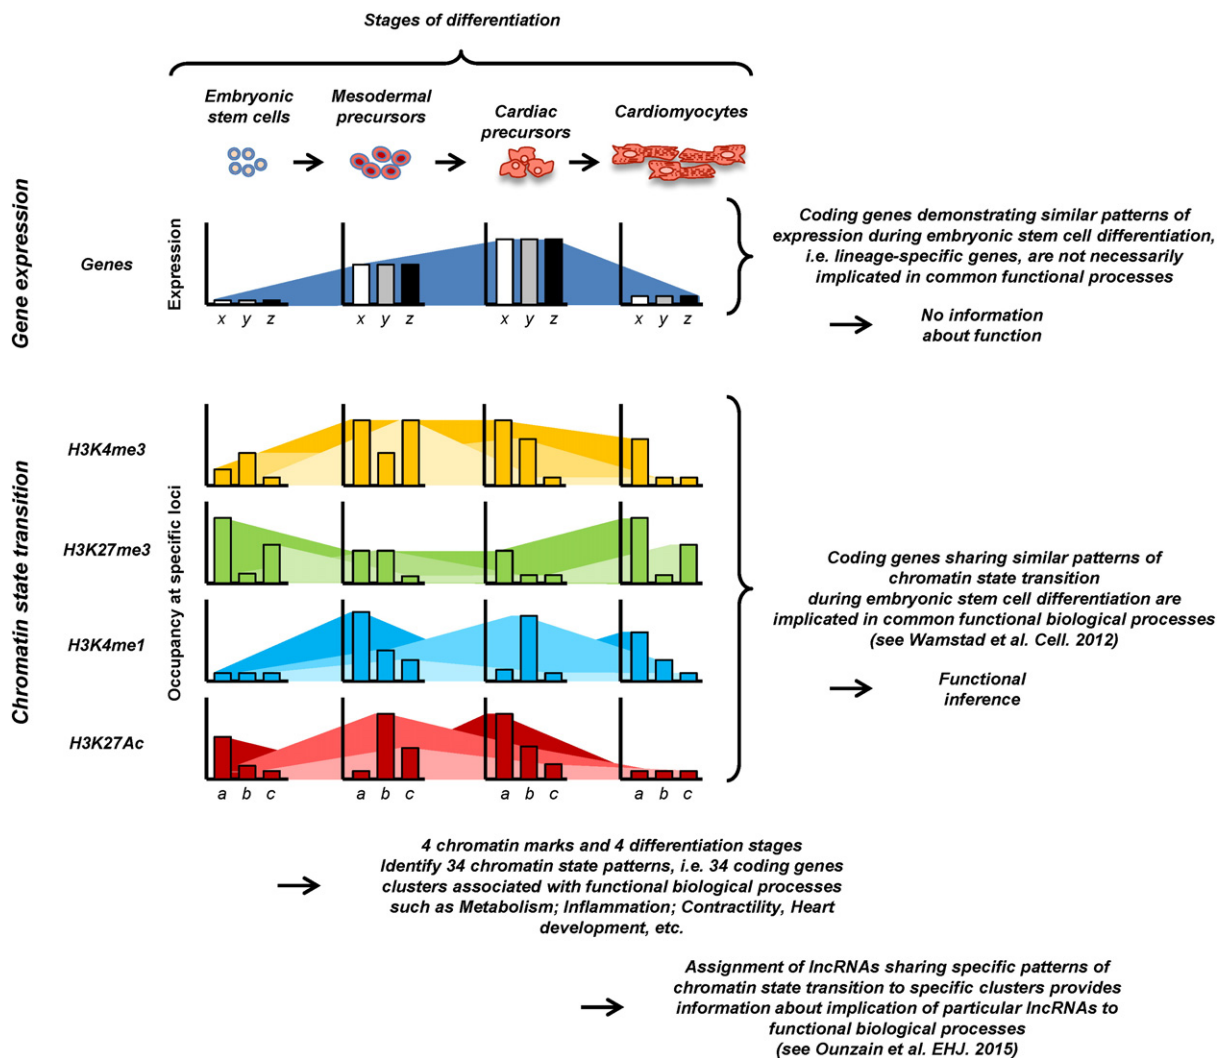 Stages of differentiation
Embryonic
stem cells
Mesodermal
precursors
Cardiac
precursors
Cardiomyocytes
Gene expression
Genes
Expression
x y z
x y z
x y z
x y z
Coding genes demonstrating similar patterns of
expression during embryonic stem cell differentiation,
i.e. lineage-specific genes, are not necessarily
implicated in common functional processes
No information
about function
Chromatin state transition
H3K4me3
H3K27me3
H3K4me1
H3K27Ac
Occupancy at specific loci
a b c
a b c
a b c
a b c
Coding genes sharing similar patterns of
chromatin state transition
during embryonic stem cell differentiation are
implicated in common functional biological processes
(see Wamstad et al. Cell. 2012)
Functional
inference
4 chromatin marks and 4 differentiation stages
Identify 34 chromatin state patterns, i.e. 34 coding genes
clusters associated with functional biological processes
such as Metabolism; Inflammation; Contractility, Heart
development, etc.
Assignment of lncRNAs sharing specific patterns of
chromatin state transition to specific clusters provides
information about implication of particular lncRNAs to
functional biological processes
(see Ounzain et al. EHJ. 2015)